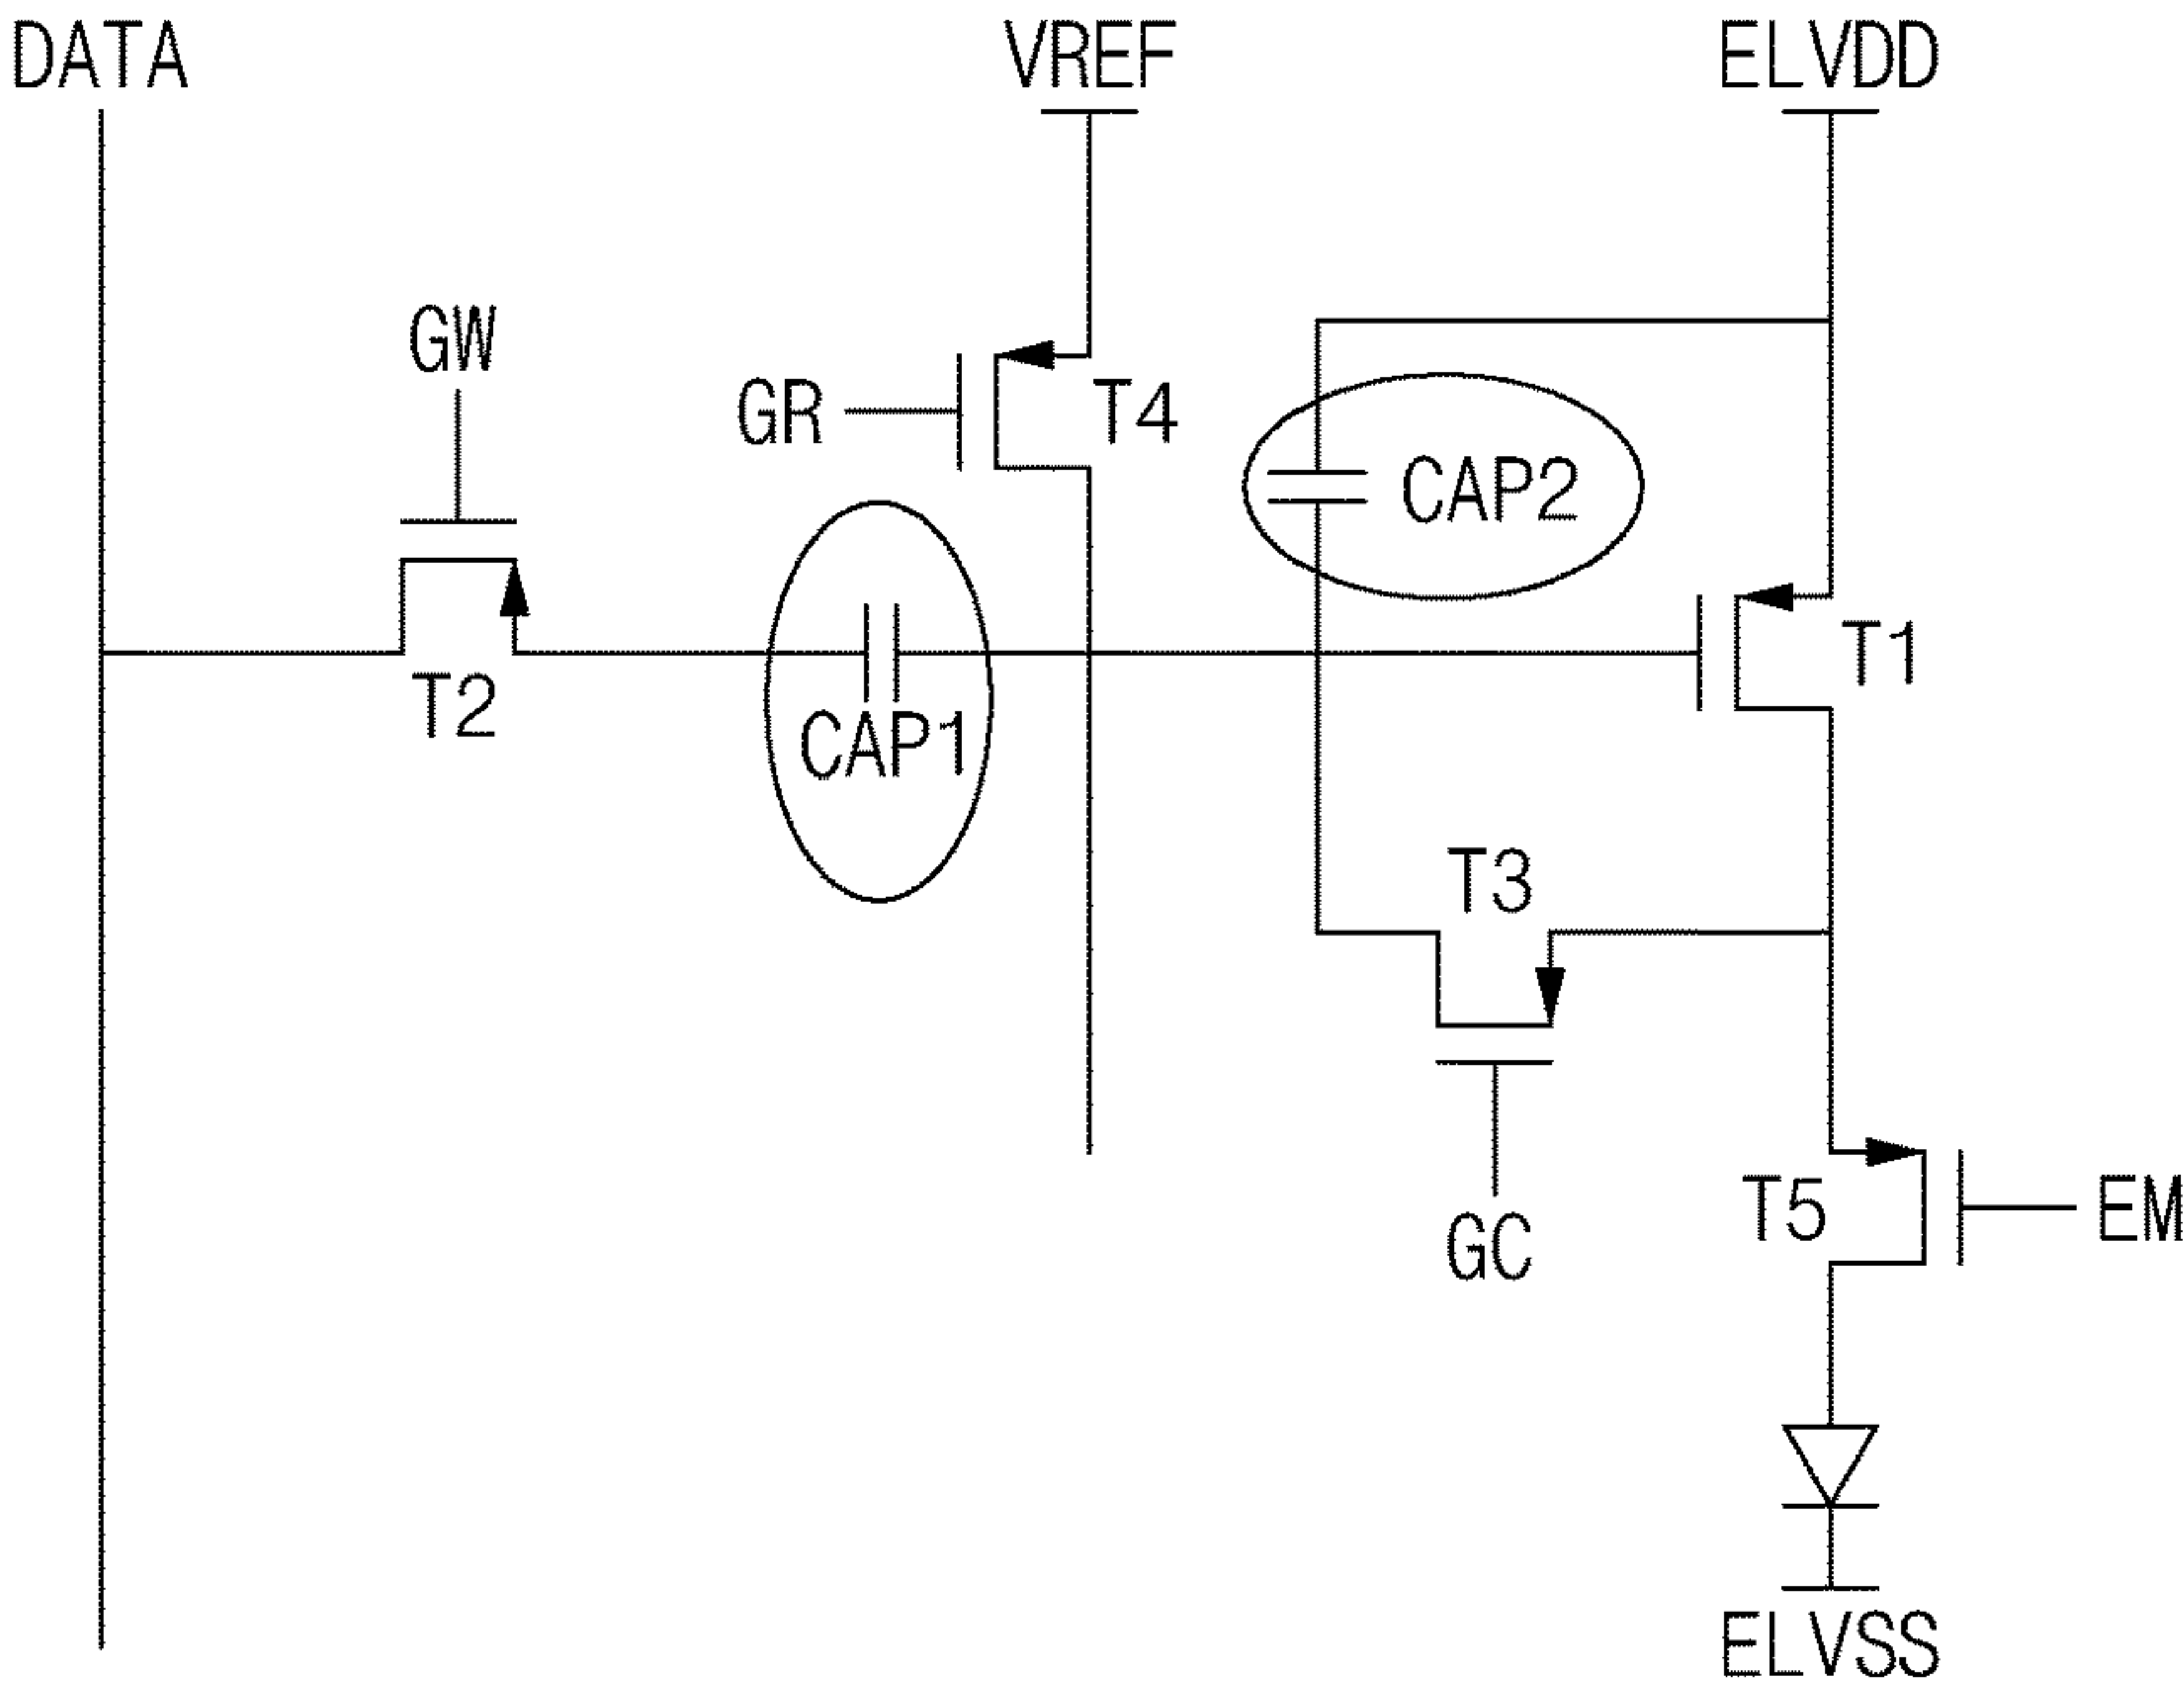 DATA
VREF
ELVDD
GW
GR
T4
CAP2
T2
CAP1
T1
T3
T5
EM
GC
ELVSS